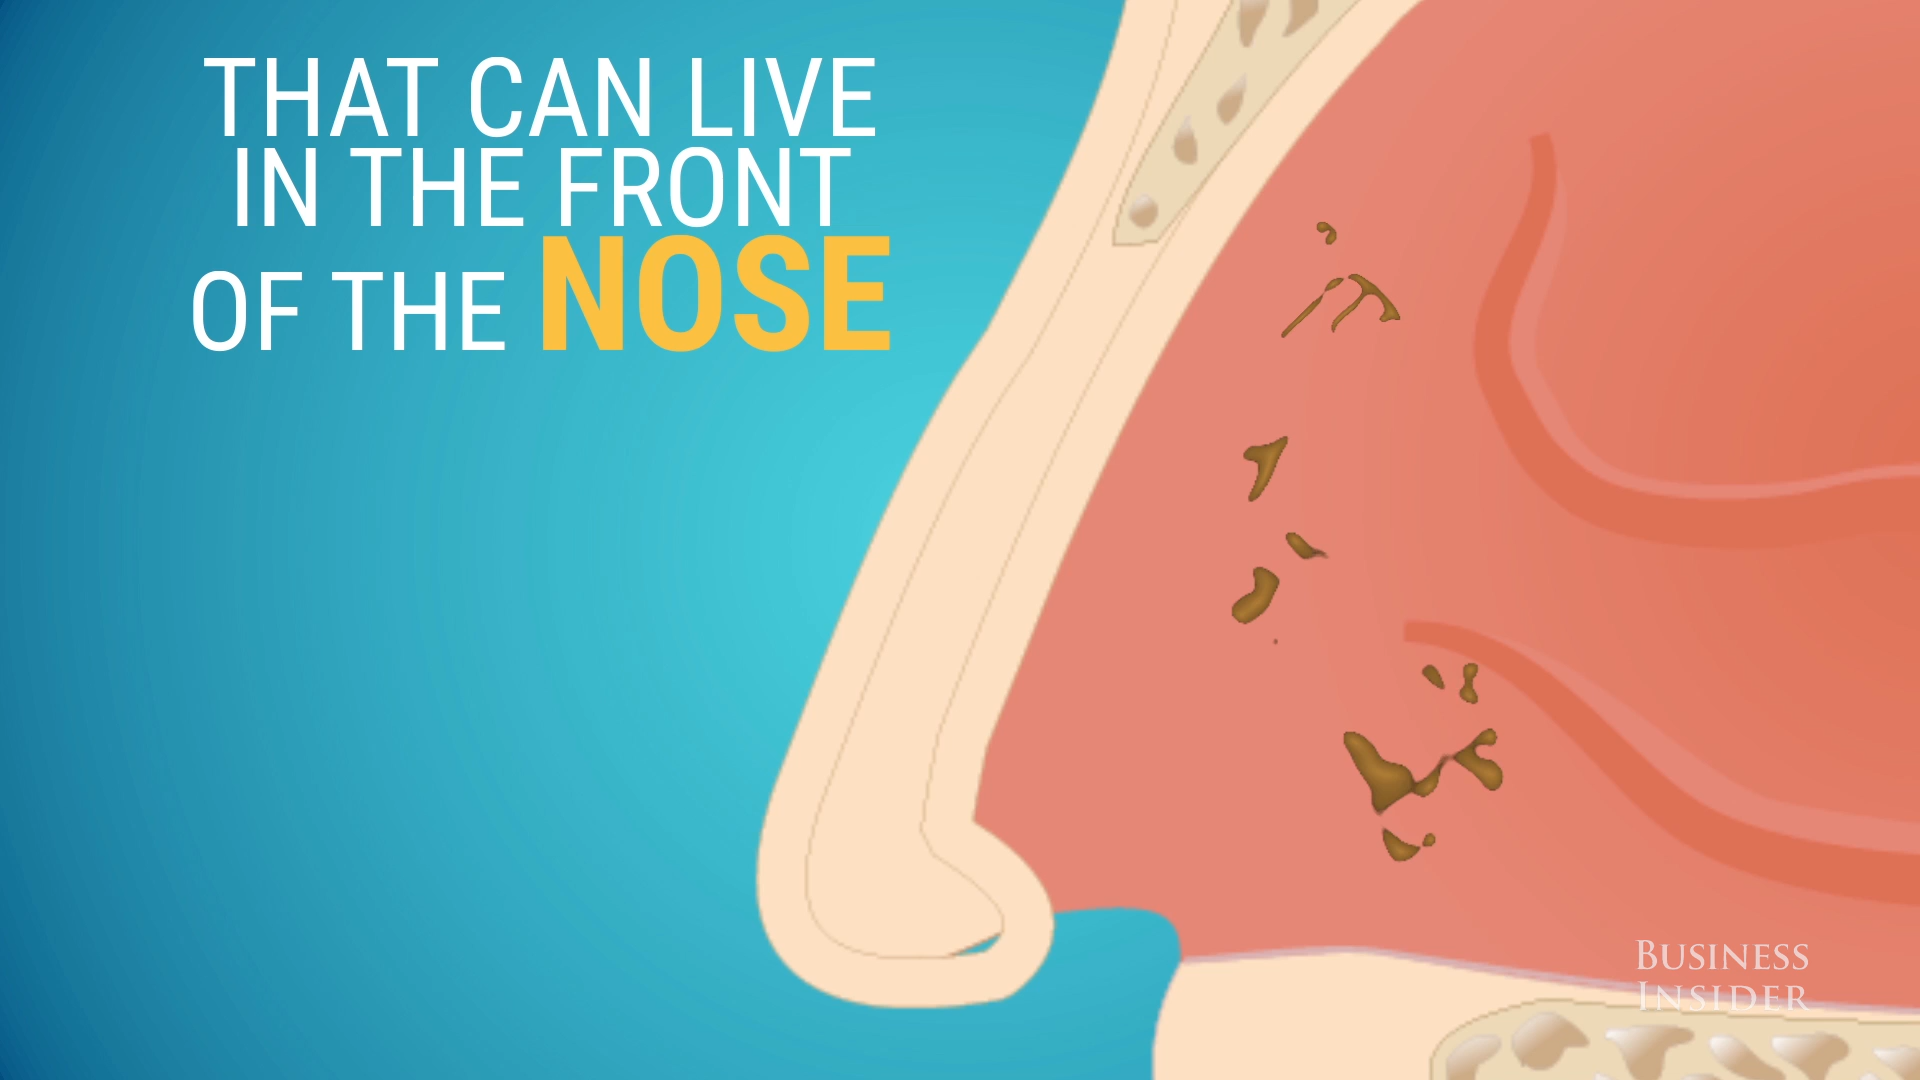 THAT CAN LIVE
IN THE FRONT
OF THE NOSE
BUSINESS
INSIDER